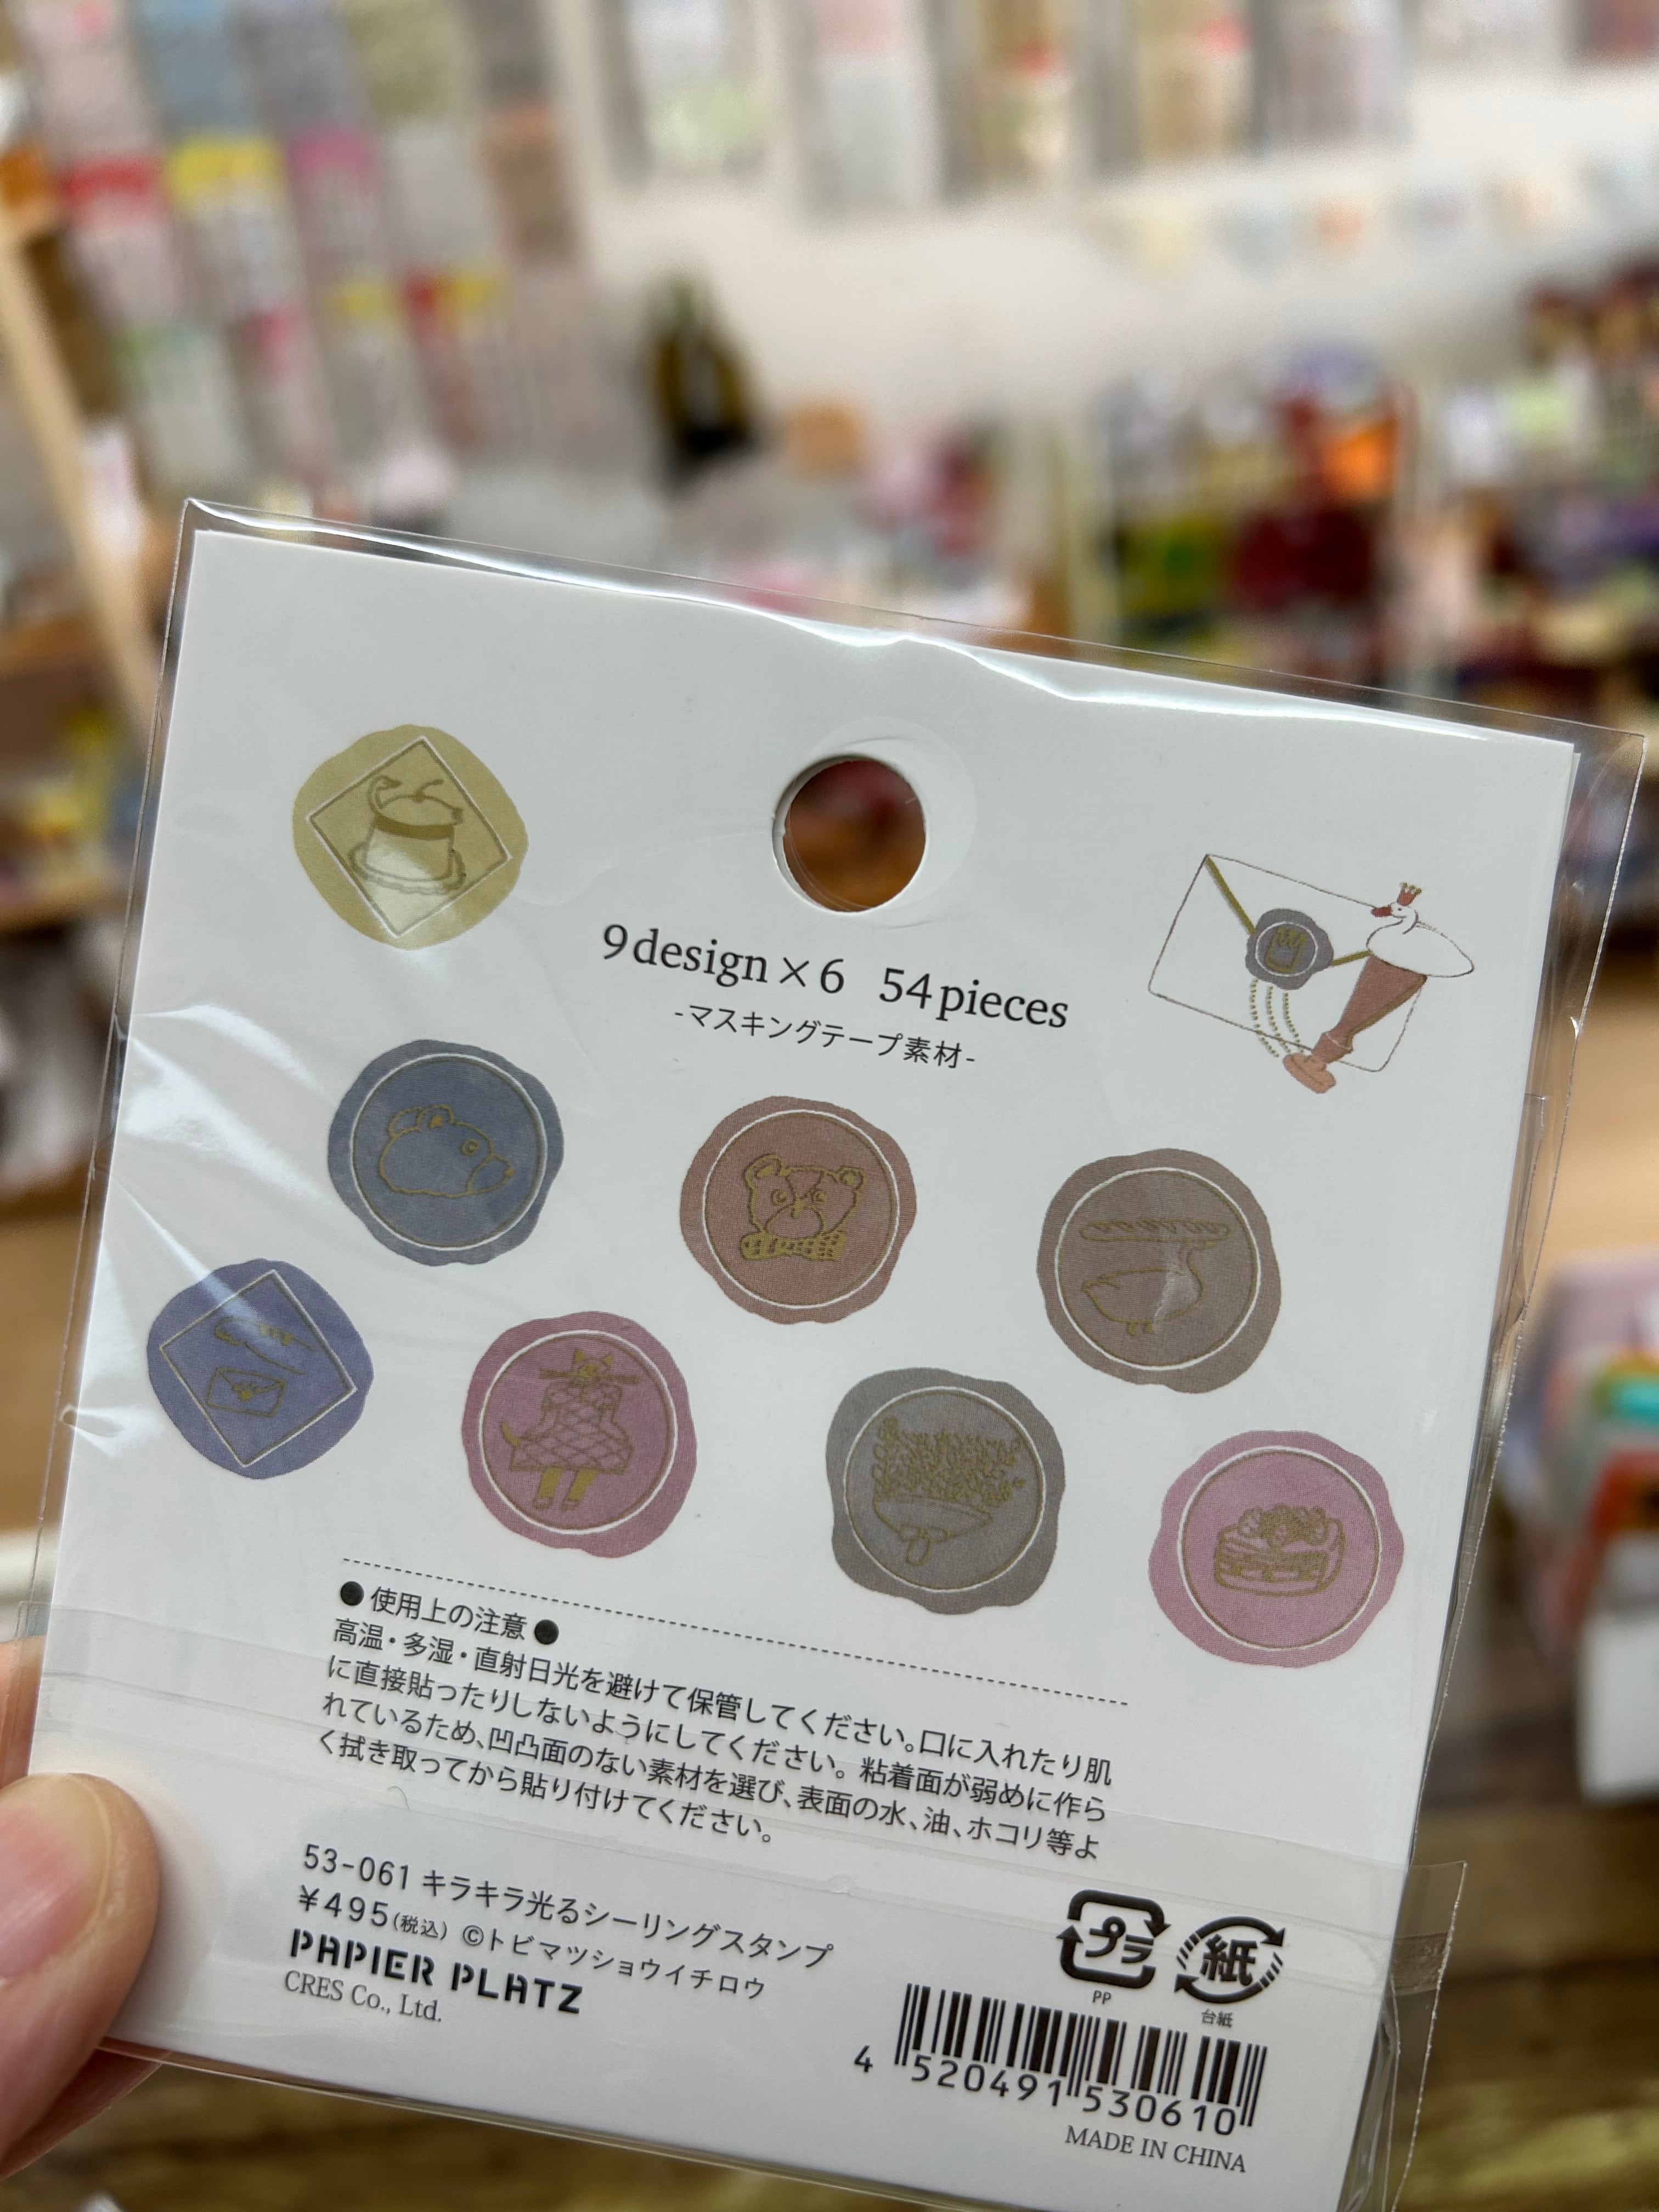 9design×6 54pieces
-マスキングテープ素材-
●使用上の注意●
高温・多湿・直射日光を避けて保管してください。口に入れたり肌
に直接貼ったりしないようにしてください。粘着面が弱めに作ら
れているため、凹凸面のない素材を選び、表面の水、油、ホコリ等よ
く拭き取ってから貼り付けてください。
53-061 キラキラ光るシーリングスタンプ
¥495(税込) ©トビマツショウイチロウ
PAPIER PLATZ
CRES Co., Ltd.
プラ
PP
紙
台紙
4 520491 530610
MADE IN CHINA